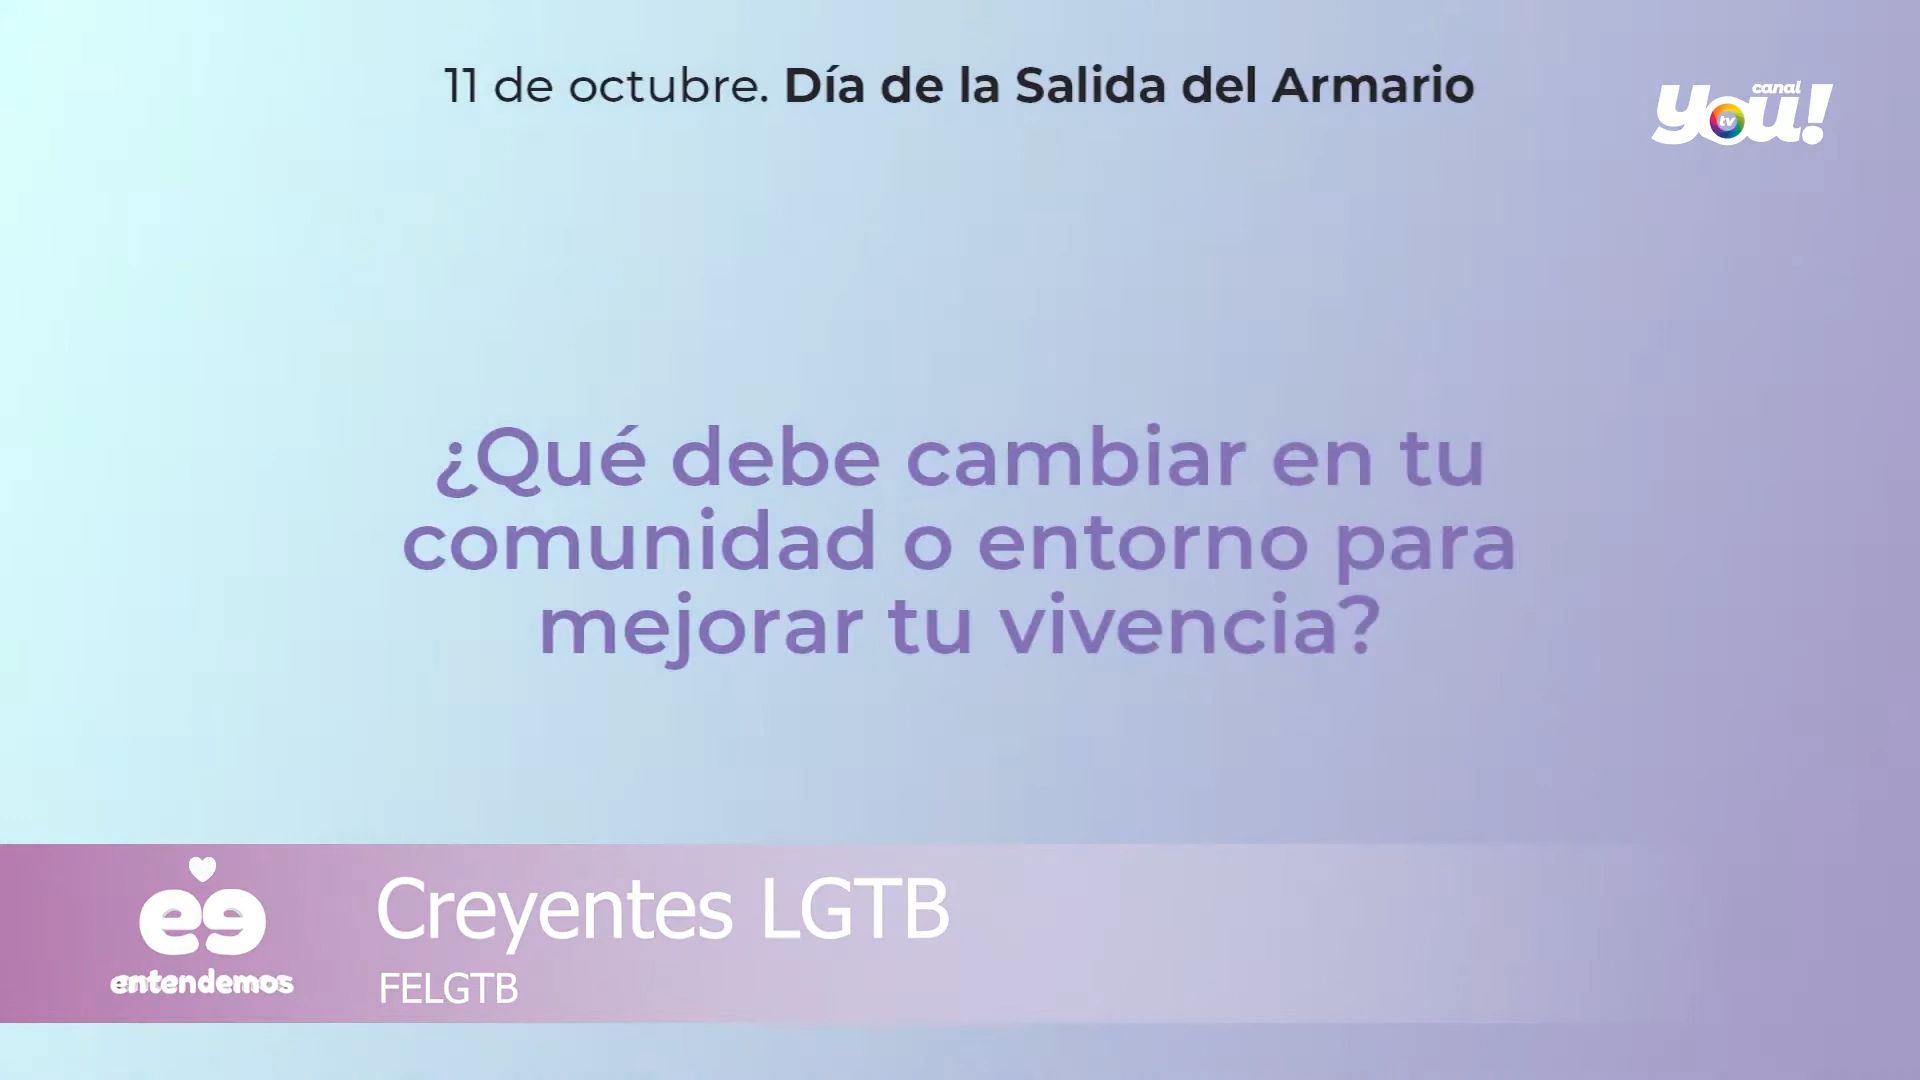 11 de octubre. Día de la Salida del Armario
canal
you!
tv
¿Qué debe cambiar en tu
comunidad o entorno para
mejorar tu vivencia?
Creyentes LGTB
entendemos
FELGTB